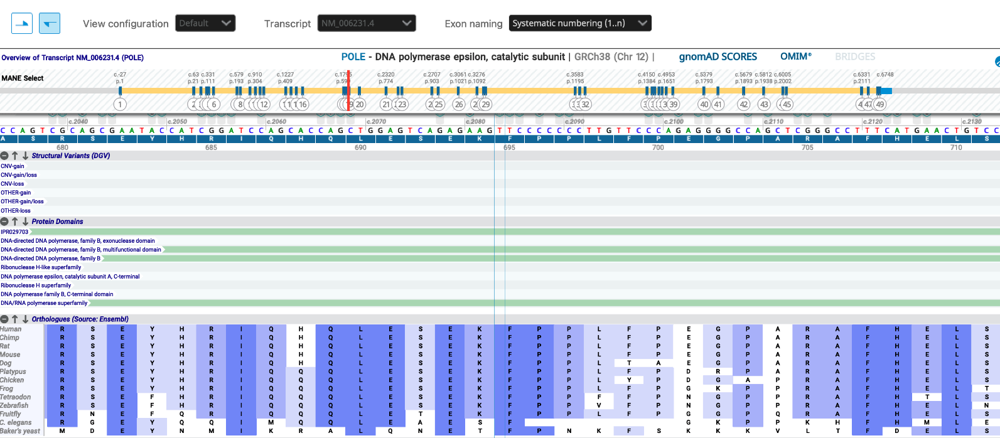 View configuration Default Transcript NM_006231.4 Exon naming Systematic numbering (1..n)
Overview of Transcript NM_006231.4 (POLE) POLE - DNA polymerase epsilon, catalytic subunit | GRCh38 (Chr 12) | gnomAD SCORES OMIM® BRIDGES
MANE Select
c.-27 c.63 c.331 c.579 c.910 c.1227 c.1795 c.2320 c.2707 c.3061 c.3276 c.3583 c.4150 c.4953 c.5379 c.5679 c.5812 c.6005 c.6331 c.6748
p.1 p.21 p.111 p.193 p.304 p.409 p.59 p.774 p.903 p.1021 p.1092 p.1195 p.1384 p.1651 p.1793 p.1893 p.1938 p.2002 p.2111
1 6 8 12 16 20 21 23 25 26 29 32 39 40 41 42 43 45 47 49
c.2040 c.2050 c.2060 c.2070 c.2080 c.2090 c.2100 c.2110 c.2120 c.2130
C C A G T C G C A G C G A A T A C C A T C G G A T C C A G C A C C A G C T G G A G T C A G A G A A G T T C C C C C C C T T G T T C C C A G A G G G G C C A G C T C G G G C C T T T C A T G A A C T G T C C
A S R S E Y H R I Q H Q L E S E K F P P L F P E G P A R A F H E L S
680 685 690 695 700 705 710
Structural Variants (DGV)
CNV-gain
CNV-gain/loss
CNV-loss
OTHER-gain
OTHER-gain/loss
OTHER-loss
Protein Domains
IPR029703
DNA-directed DNA polymerase, family B, exonuclease domain
DNA-directed DNA polymerase, family B, multifunctional domain
DNA-directed DNA polymerase, family B
Ribonuclease H-like superfamily
DNA polymerase epsilon, catalytic subunit A, C-terminal
Ribonuclease H superfamily
DNA polymerase family B, C-terminal domain
DNA/RNA polymerase superfamily
Orthologues (Source: Ensembl)
Human R S E Y H R I Q H Q L E S E K F P P L F P E G P A R A F H E L S
Chimp R S E Y H R I Q H Q L E S E K F P P L F P E G P A R A F H E L S
Rat R S E Y H R I Q H Q L E S E K F P P L F P E G P A R A F H E L S
Mouse R S E Y H R I Q H Q L E S E K F P P L F P E G P A R A F H E L S
Dog R S E Y H R I Q H Q L E S E K F P P L T A E G P A R A F H E L S
Platypus R S E Y H R I Q Q Q L E S E K F P P L F P D R P A R A F H E L S
Chicken R S E Y H R I Q Q Q L E S E K F P P L Y P D G A P R A F H E L S
Frog R S E Y H R I Q Q Q L E S E K F P P L F P G K P P R A F H E L T
Tetraodon R S E F H R I Q Q Q L E S E K F P P F F P N G P P R A F H T L S
Zebrafish R S E F H R I Q Q Q L E S E K F P P V F P N G P P R A F H E L N
Fruitfly R N E F Q R I Q Q Q L E T E K F P P L F P G G P Q R A F H E L S
C. elegans R G E Y Q Q I M Q Q L E A E S F G K P P K H F H M L E
Baker's yeast M D E Y N M I K R A L Q N E T F P N K F S K K K V L T F D E L S